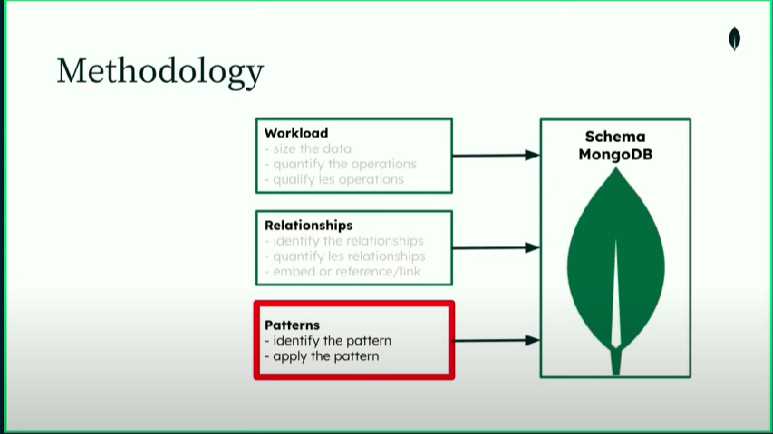 Methodology
Workload
- size the data
- quantify the operations
- qualify les operations
Relationships
- identify the relationships
- quantify les relationships
- embed or reference/link
Patterns
- identify the pattern
- apply the pattern
Schema
MongoDB